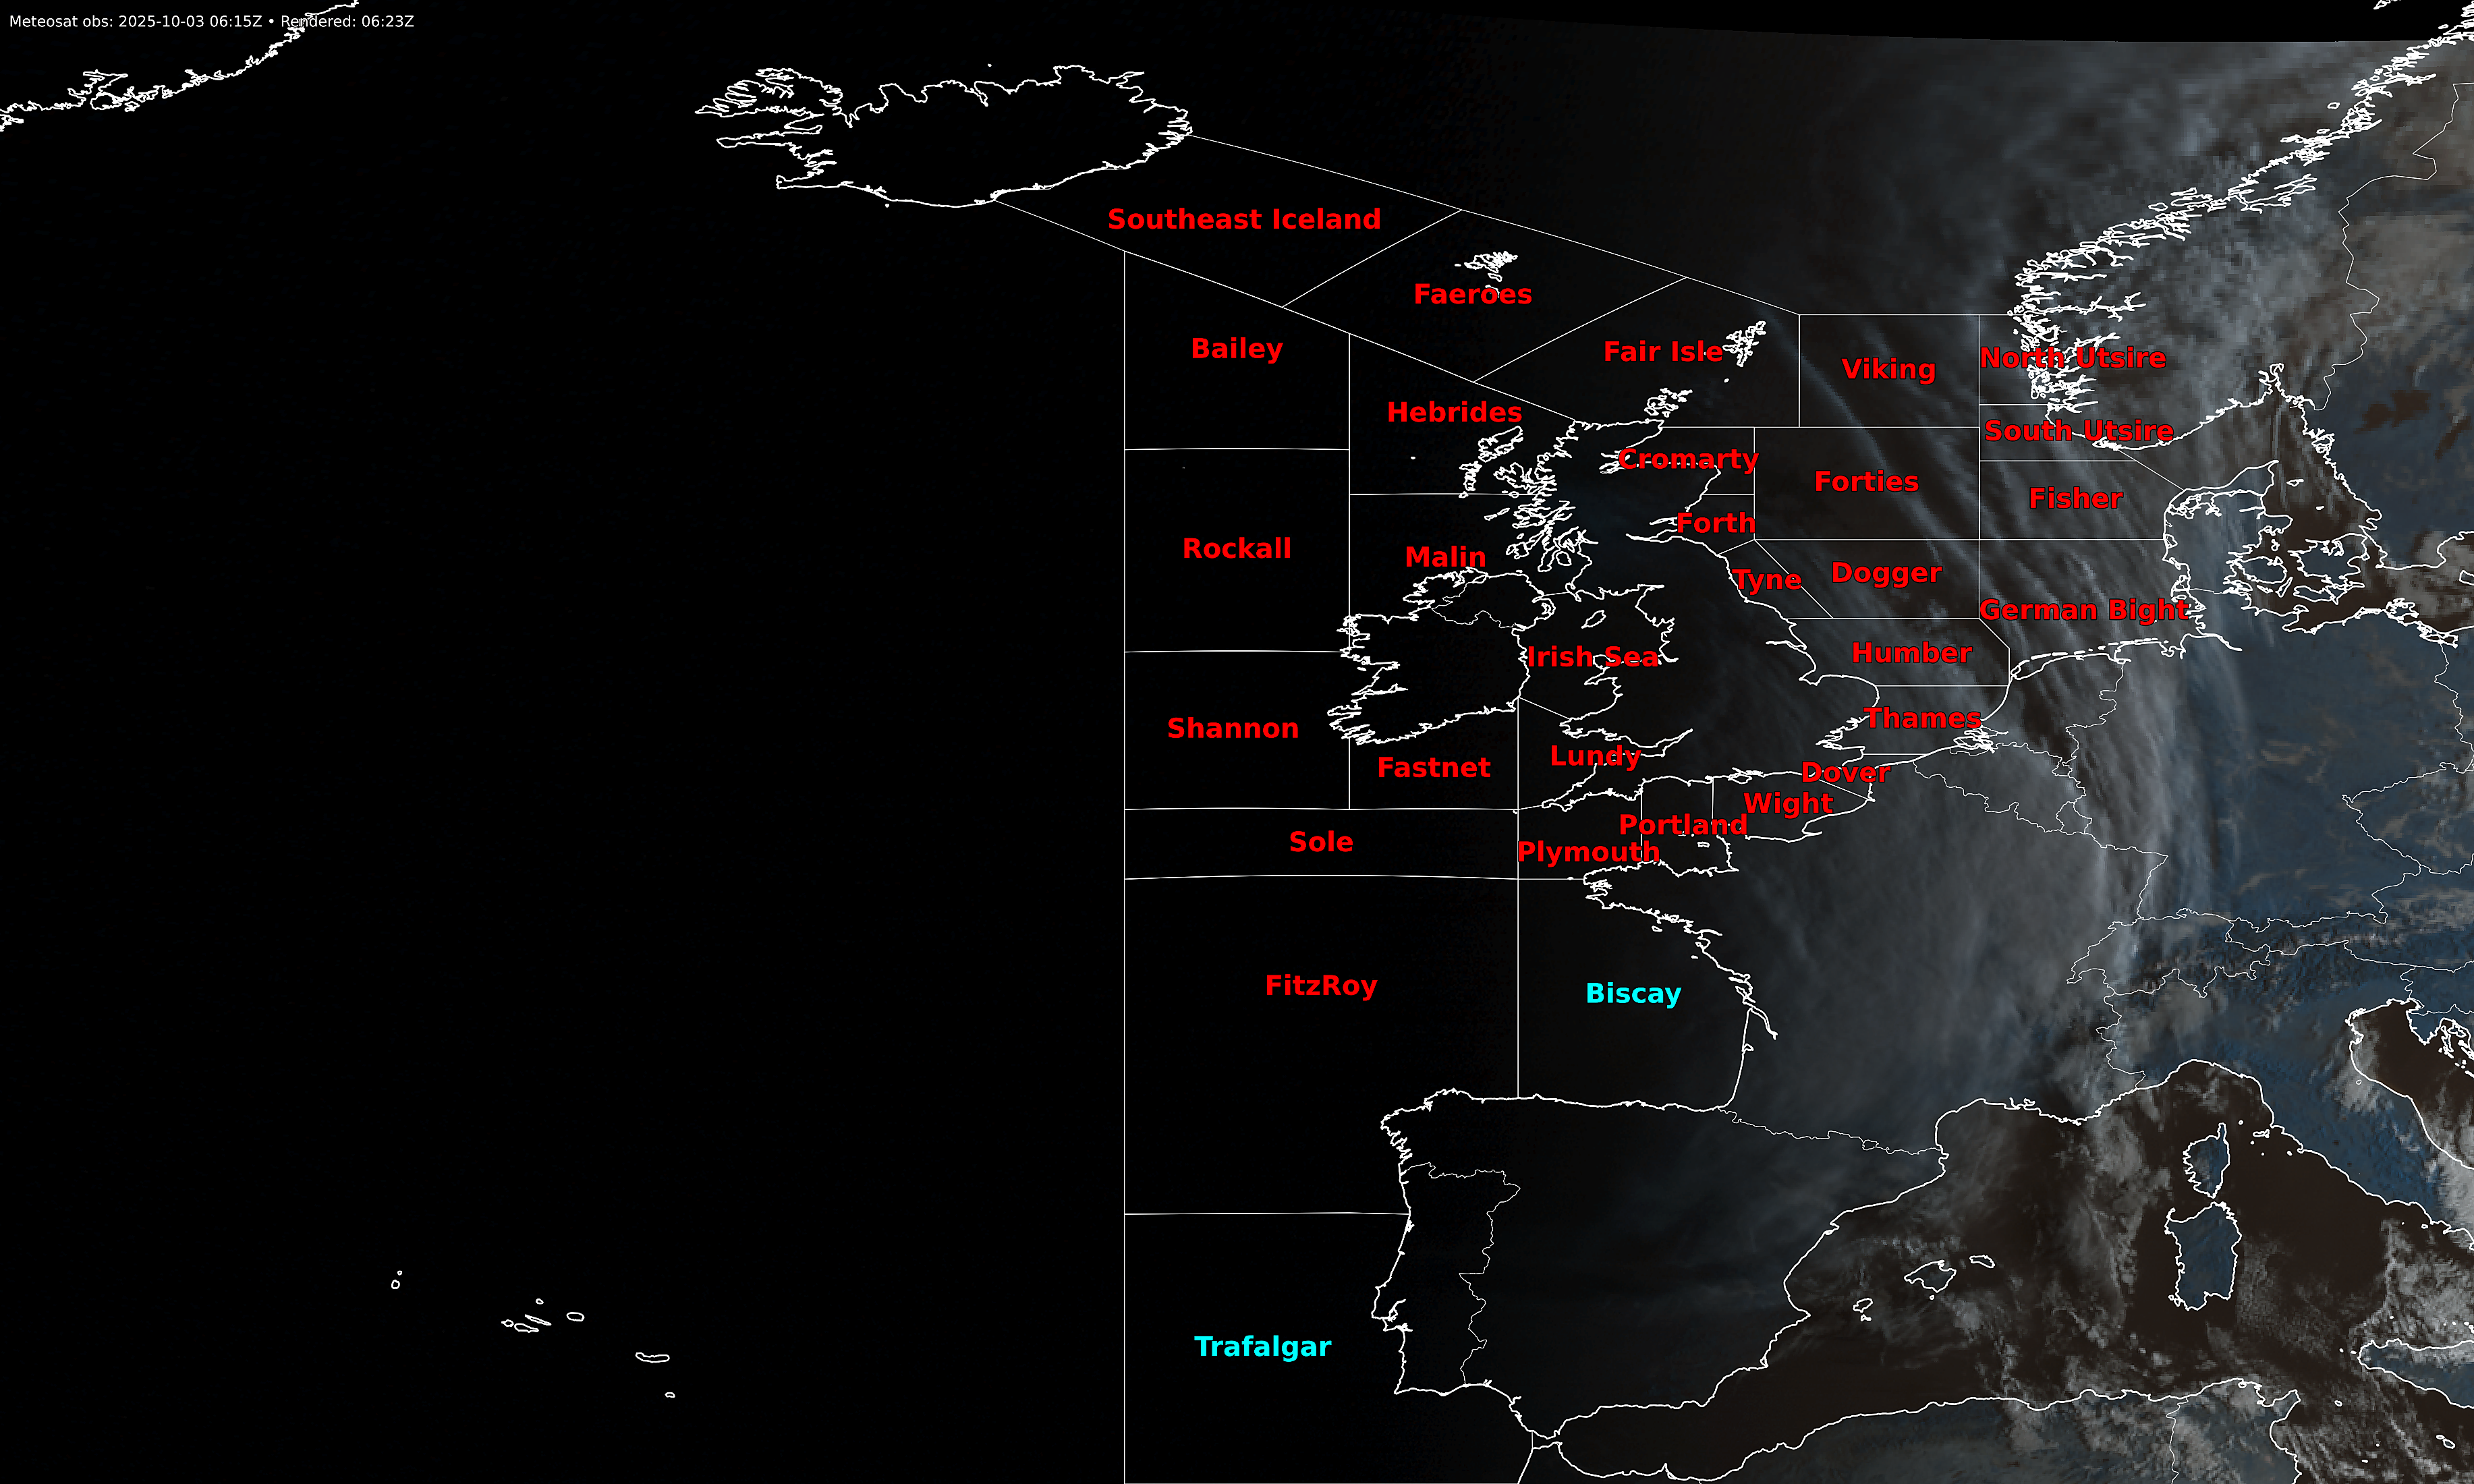 Meteosat obs: 2025-10-03 06:15Z • Rendered: 06:23Z
Southeast Iceland
Faeroes
Bailey
Fair Isle
Viking
North Utsire
Hebrides
South Utsire
Cromarty
Forties
Fisher
Forth
Rockall
Malin
Tyne
Dogger
German Bight
Irish Sea
Humber
Shannon
Thames
Fastnet
Lundy
Dover
Wight
Portland
Sole
Plymouth
FitzRoy
Biscay
Trafalgar